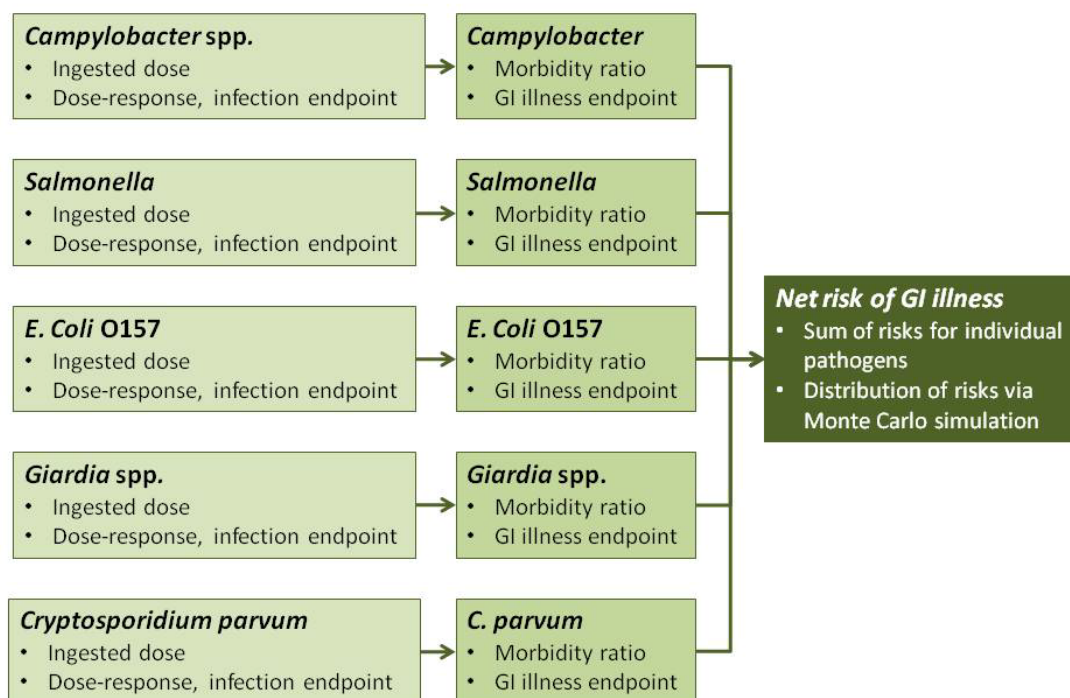 Campylobacter spp.
• Ingested dose
• Dose-response, infection endpoint
Campylobacter
• Morbidity ratio
• GI illness endpoint
Salmonella
• Ingested dose
• Dose-response, infection endpoint
Salmonella
• Morbidity ratio
• GI illness endpoint
E. Coli O157
• Ingested dose
• Dose-response, infection endpoint
E. Coli O157
• Morbidity ratio
• GI illness endpoint
Giardia spp.
• Ingested dose
• Dose-response, infection endpoint
Giardia spp.
• Morbidity ratio
• GI illness endpoint
Cryptosporidium parvum
• Ingested dose
• Dose-response, infection endpoint
C. parvum
• Morbidity ratio
• GI illness endpoint
Net risk of GI illness
• Sum of risks for individual
pathogens
• Distribution of risks via
Monte Carlo simulation